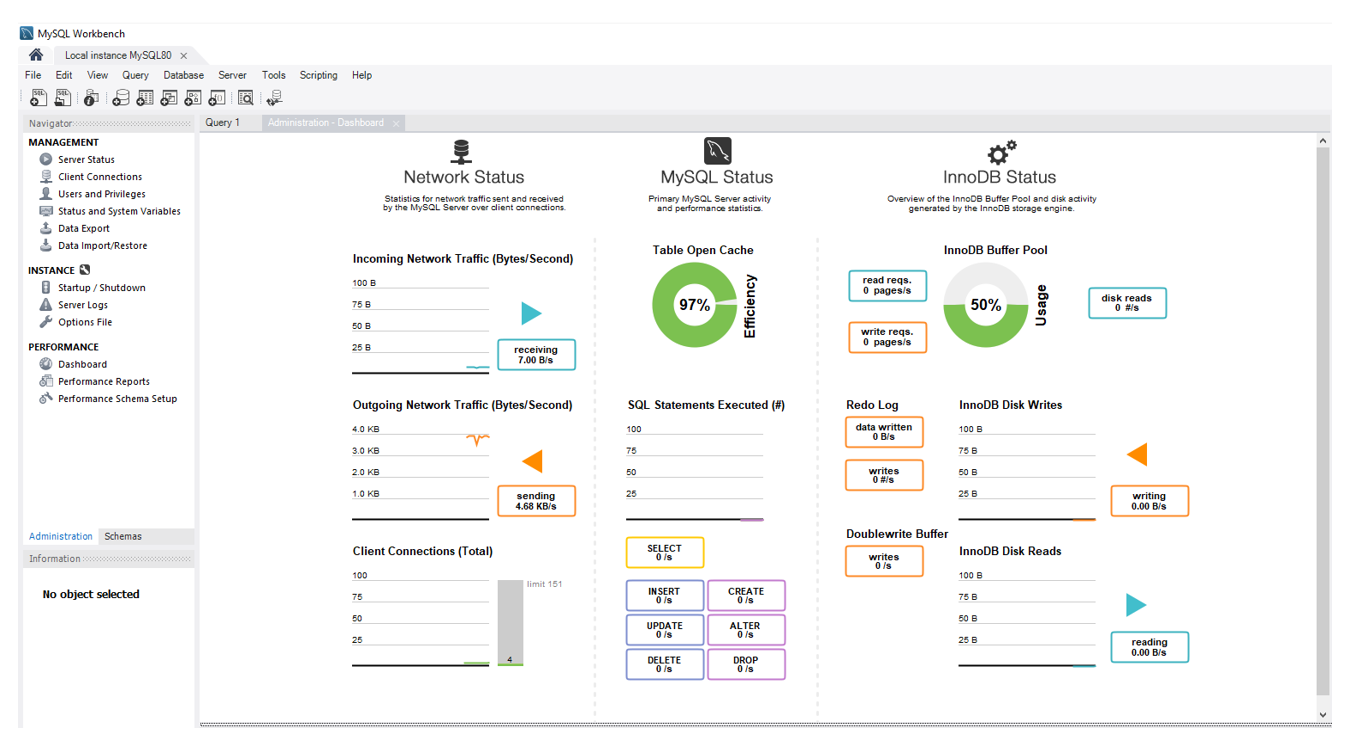 MySQL Workbench
Local instance MySQL80 ×
File Edit View Query Database Server Tools Scripting Help
Navigator
MANAGEMENT
Server Status
Client Connections
Users and Privileges
Status and System Variables
Data Export
Data Import/Restore
INSTANCE
Startup / Shutdown
Server Logs
Options File
PERFORMANCE
Dashboard
Performance Reports
Performance Schema Setup
Administration Schemas
Information
No object selected
Query 1 Administration - Dashboard ×
Network Status
Statistics for network traffic sent and received
by the MySQL Server over client connections.
Incoming Network Traffic (Bytes/Second)
100 B
75 B
50 B
25 B
receiving
7.00 B/s
Outgoing Network Traffic (Bytes/Second)
4.0 KB
3.0 KB
2.0 KB
1.0 KB
sending
4.68 KB/s
Client Connections (Total)
100
75
50
25
limit 151
4
MySQL Status
Primary MySQL Server activity
and performance statistics.
Table Open Cache
97%
Efficiency
SQL Statements Executed (#)
100
75
50
25
SELECT
0 /s
INSERT
0 /s
CREATE
0 /s
UPDATE
0 /s
ALTER
0 /s
DELETE
0 /s
DROP
0 /s
InnoDB Status
Overview of the InnoDB Buffer Pool and disk activity
generated by the InnoDB storage engine.
InnoDB Buffer Pool
read reqs.
0 pages/s
write reqs.
0 pages/s
50%
Usage
disk reads
0 #/s
Redo Log
data written
0 B/s
writes
0 #/s
InnoDB Disk Writes
100 B
75 B
50 B
25 B
writing
0.00 B/s
Doublewrite Buffer
writes
0 /s
InnoDB Disk Reads
100 B
75 B
50 B
25 B
reading
0.00 B/s